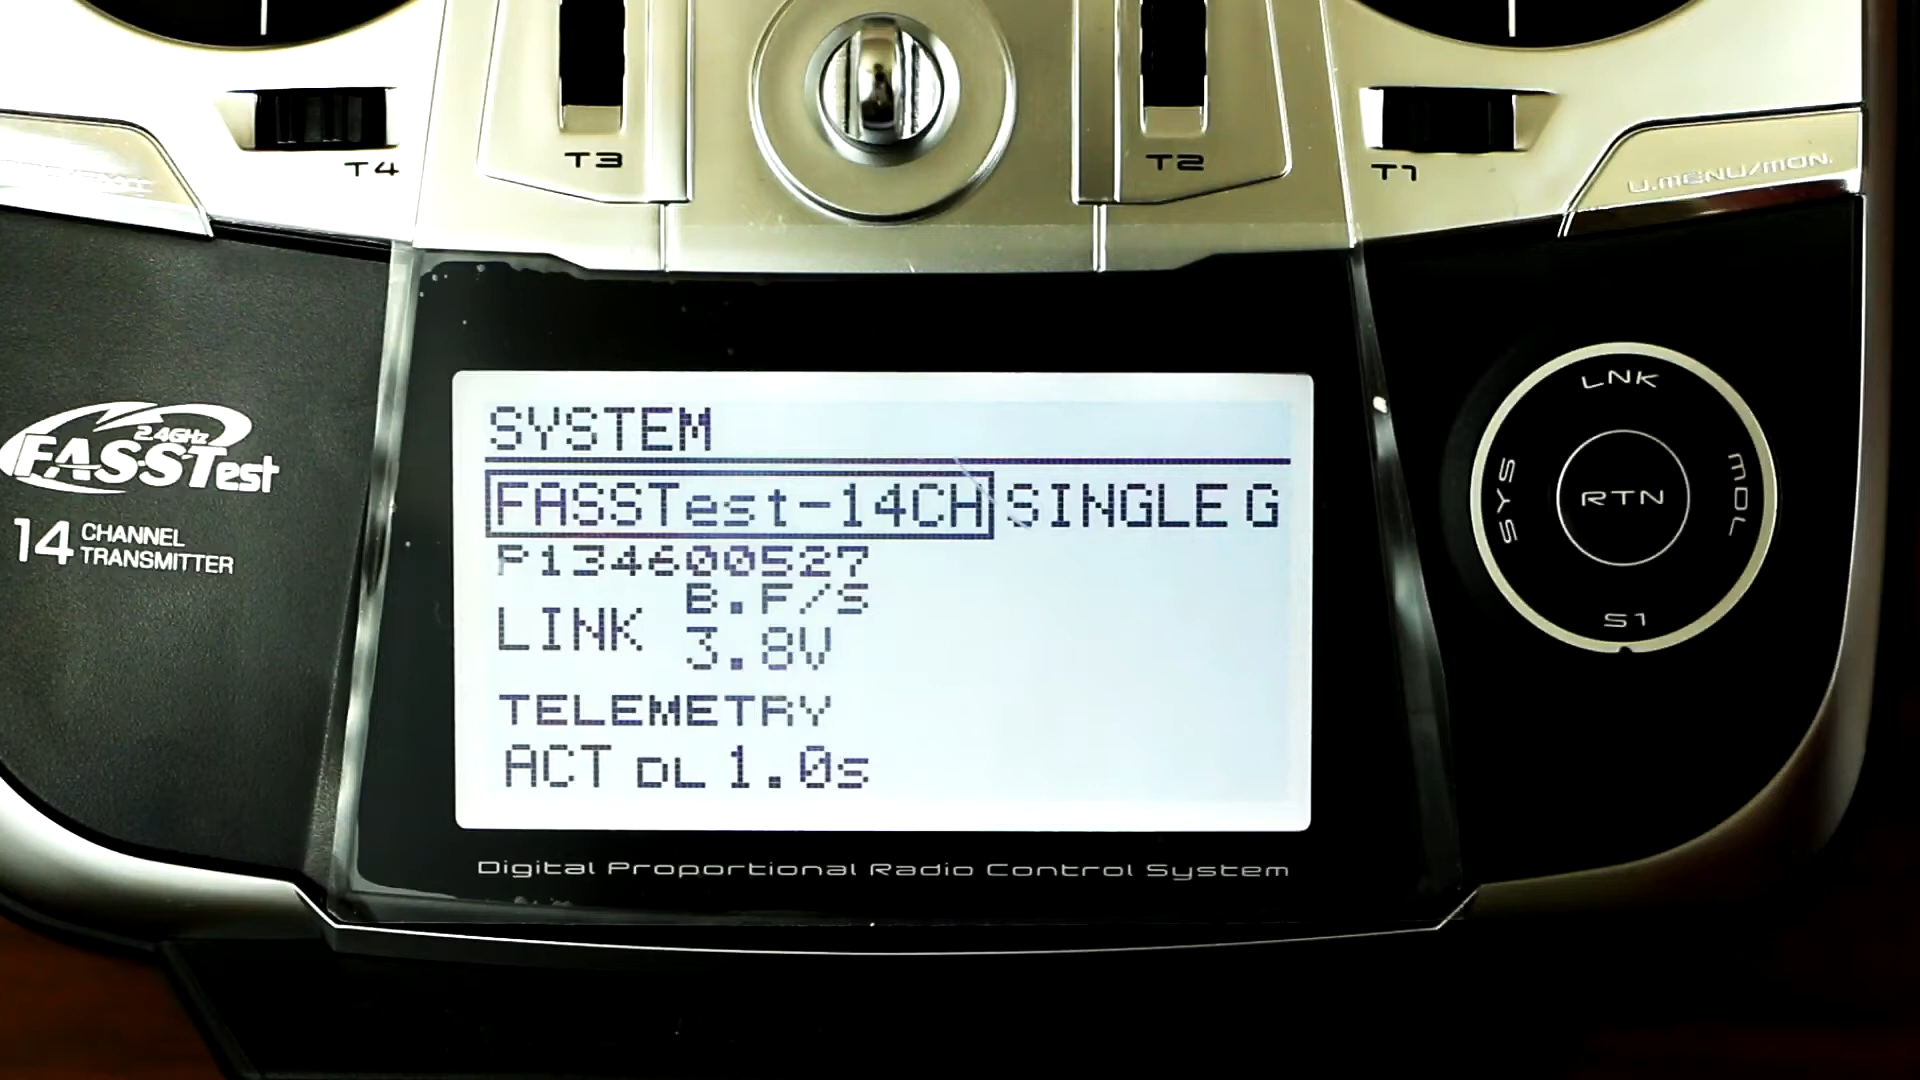 T4
T3
T2
T1
U.MENU/MON.
2.4GHz
FASSTest
14 CHANNEL
TRANSMITTER
SYSTEM
FASSTest-14CH SINGLE G
P134600527
B.F/S
LINK
3.8V
TELEMETRY
ACT DL 1.0s
LNK
SYS
RTN
MDL
S1
Digital Proportional Radio Control System